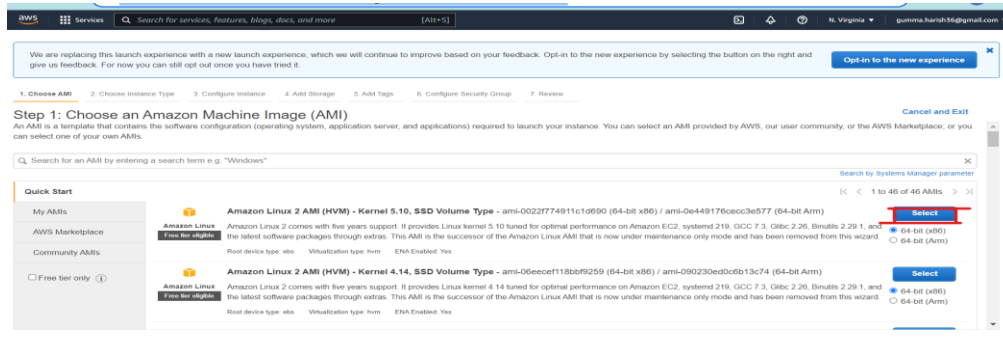 aws Services Search for services, features, blogs, docs, and more [Alt+S] N. Virginia ▼ gumma.harish36@gmail.com
We are replacing this launch experience with a new launch experience, which we will continue to improve based on your feedback. Opt-in to the new experience by selecting the button on the right and
give us feedback. For now you can still opt out once you have tried it.
Opt-in to the new experience
1. Choose AMI 2. Choose Instance Type 3. Configure Instance 4. Add Storage 5. Add Tags 6. Configure Security Group 7. Review
Step 1: Choose an Amazon Machine Image (AMI)
Cancel and Exit
An AMI is a template that contains the software configuration (operating system, application server, and applications) required to launch your instance. You can select an AMI provided by AWS, our user community, or the AWS Marketplace; or you
can select one of your own AMIs.
Search for an AMI by entering a search term e.g. "Windows"
Search by Systems Manager parameter
Quick Start
1 to 46 of 46 AMIs
My AMIs
AWS Marketplace
Community AMIs
Free tier only
Amazon Linux
Free tier eligible
Amazon Linux 2 AMI (HVM) - Kernel 5.10, SSD Volume Type - ami-0022f774911c1d690 (64-bit x86) / ami-0e449176cecc3e577 (64-bit Arm)
Amazon Linux 2 comes with five years support. It provides Linux kernel 5.10 tuned for optimal performance on Amazon EC2, systemd 219, GCC 7.3, Glibc 2.26, Binutils 2.29.1, and
the latest software packages through extras. This AMI is the successor of the Amazon Linux AMI that is now under maintenance only mode and has been removed from this wizard.
Root device type: ebs Virtualization type: hvm ENA Enabled: Yes
Select
64-bit (x86)
64-bit (Arm)
Amazon Linux
Free tier eligible
Amazon Linux 2 AMI (HVM) - Kernel 4.14, SSD Volume Type - ami-06eecef118bbf9259 (64-bit x86) / ami-090230ed0c6b13c74 (64-bit Arm)
Amazon Linux 2 comes with five years support. It provides Linux kernel 4.14 tuned for optimal performance on Amazon EC2, systemd 219, GCC 7.3, Glibc 2.26, Binutils 2.29.1, and
the latest software packages through extras. This AMI is the successor of the Amazon Linux AMI that is now under maintenance only mode and has been removed from this wizard.
Root device type: ebs Virtualization type: hvm ENA Enabled: Yes
Select
64-bit (x86)
64-bit (Arm)